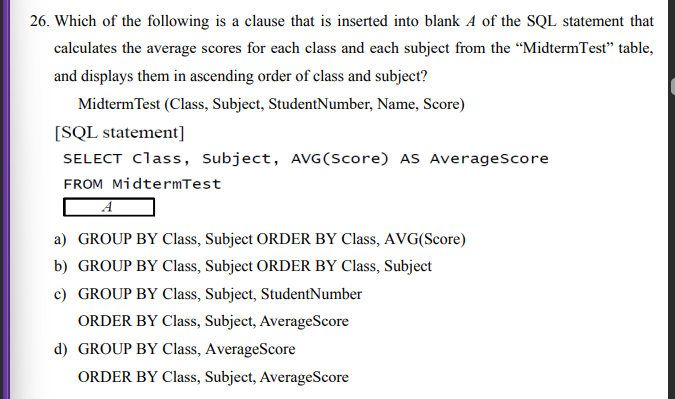 26. Which of the following is a clause that is inserted into blank A of the SQL statement that
calculates the average scores for each class and each subject from the “MidtermTest” table,
and displays them in ascending order of class and subject?
MidtermTest (Class, Subject, StudentNumber, Name, Score)
[SQL statement]
SELECT Class, Subject, AVG(Score) AS AverageScore
FROM MidtermTest
A
a) GROUP BY Class, Subject ORDER BY Class, AVG(Score)
b) GROUP BY Class, Subject ORDER BY Class, Subject
c) GROUP BY Class, Subject, StudentNumber
ORDER BY Class, Subject, AverageScore
d) GROUP BY Class, AverageScore
ORDER BY Class, Subject, AverageScore